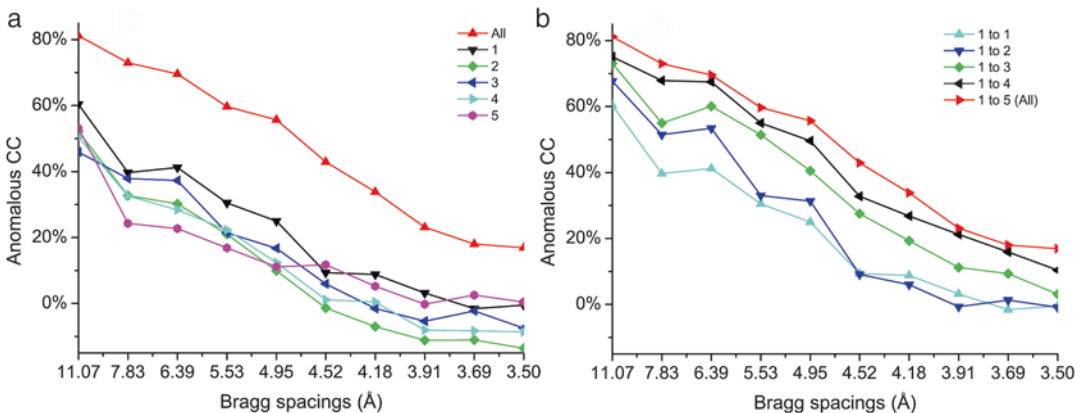 a
80%
60%
40%
20%
0%
Anomalous CC
All
1
2
3
4
5
11.07 7.83 6.39 5.53 4.95 4.52 4.18 3.91 3.69 3.50
Bragg spacings (Å)
b
80%
60%
40%
20%
0%
Anomalous CC
1 to 1
1 to 2
1 to 3
1 to 4
1 to 5 (All)
11.07 7.83 6.39 5.53 4.95 4.52 4.18 3.91 3.69 3.50
Bragg spacings (Å)